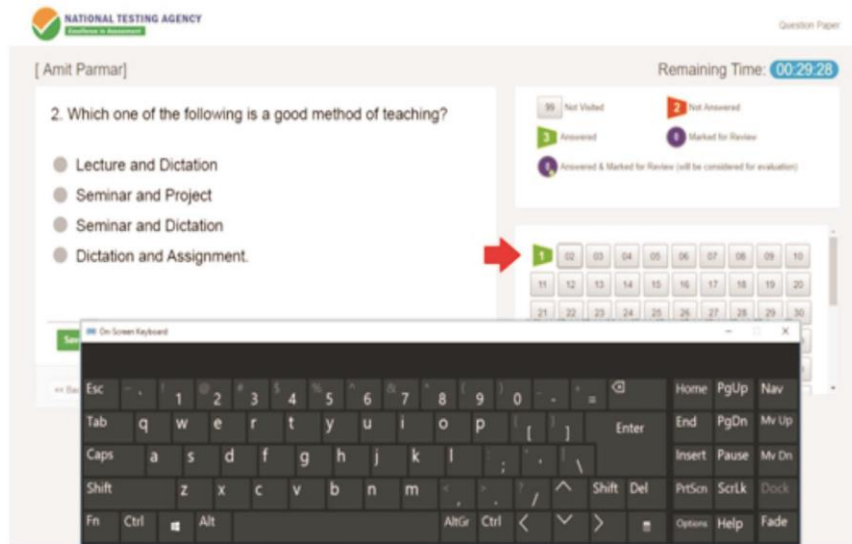 NATIONAL TESTING AGENCY
Excellence in Assessment
Question Paper
[ Amit Parmar]
Remaining Time: 00:29:28
2. Which one of the following is a good method of teaching?
Lecture and Dictation
Seminar and Project
Seminar and Dictation
Dictation and Assignment.
Not Visited
2 Not Answered
3 Answered
Marked for Review
Answered & Marked for Review (will be considered for evaluation)
1 02 03 04 05 06 07 08 09 10
11 12 13 14 15 16 17 18 19 20
21 22 23 24 25 26 27 28 29 30
On-Screen Keyboard
Esc 1 2 3 4 5 6 7 8 9 0 - = Home PgUp Nav
Tab q w e r t y u i o p [ ] Enter End PgDn Mv Up
Caps a s d f g h j k l ; ' \ Insert Pause Mv Dn
Shift z x c v b n m , . / Shift Del PrtScn ScrLk Dock
Fn Ctrl Alt AltGr Ctrl Options Help Fade